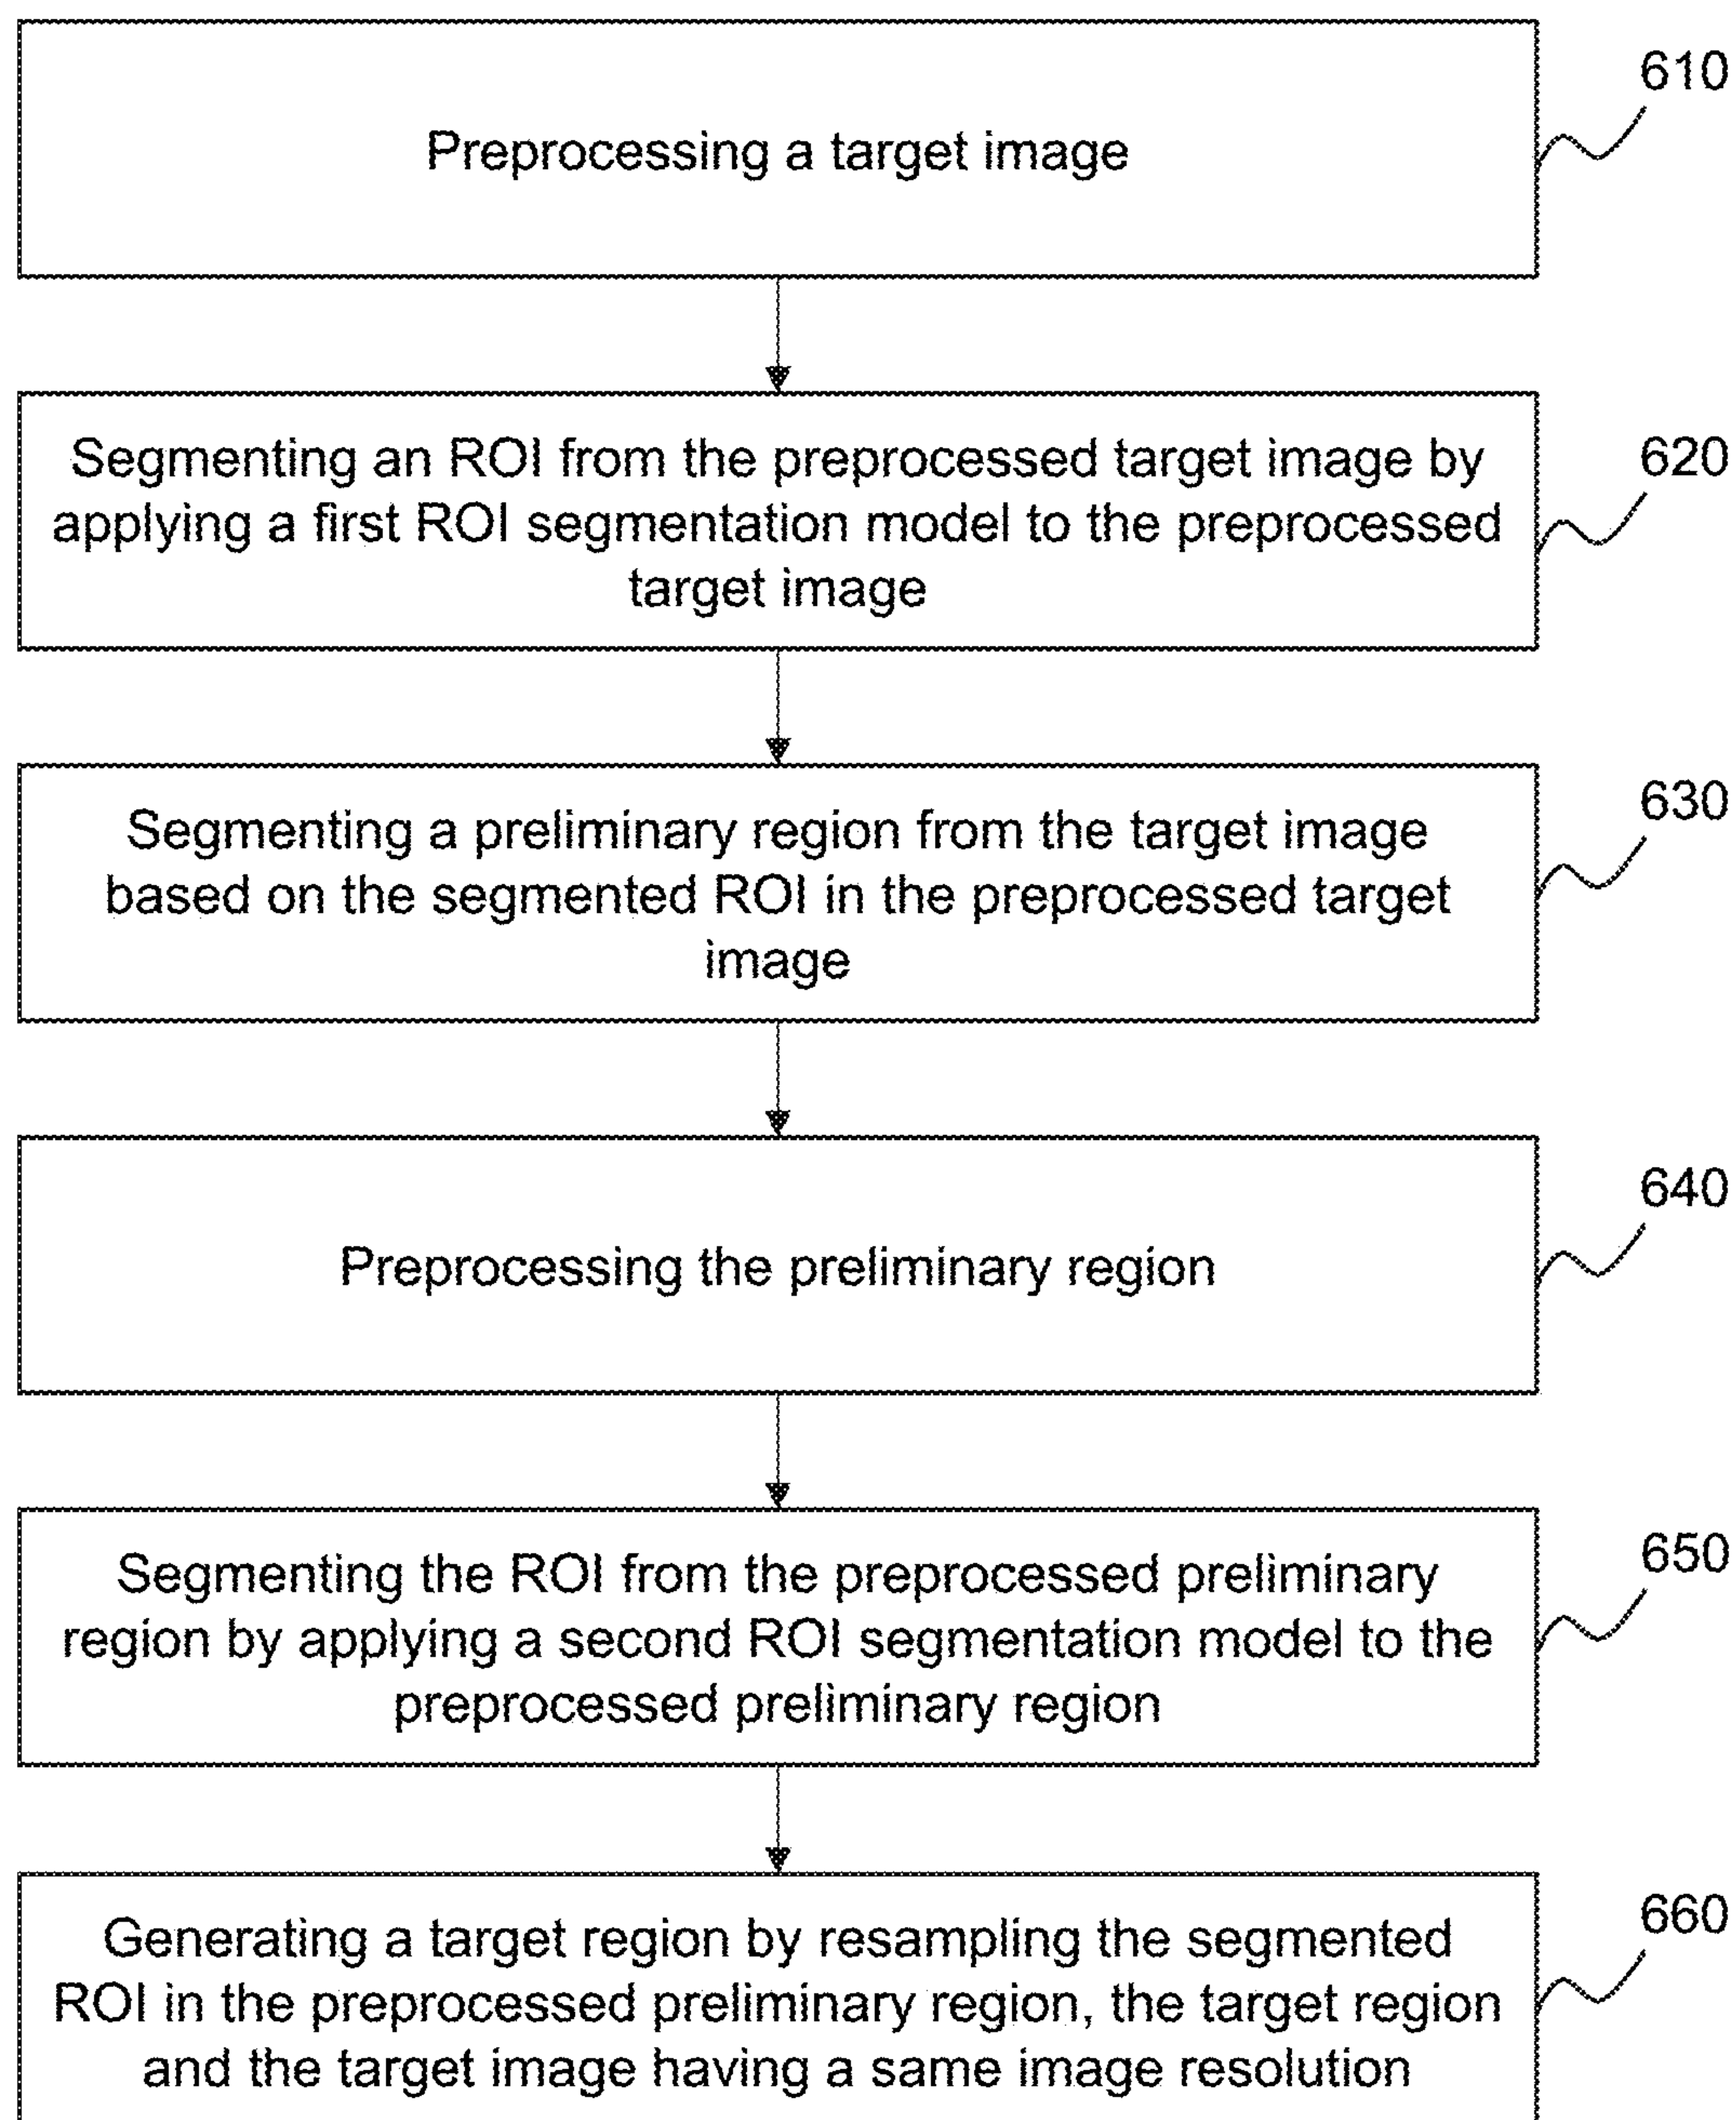 610
Preprocessing a target image
620
Segmenting an ROI from the preprocessed target image by
applying a first ROI segmentation model to the preprocessed
target image
630
Segmenting a preliminary region from the target image
based on the segmented ROI in the preprocessed target
image
640
Preprocessing the preliminary region
650
Segmenting the ROI from the preprocessed preliminary
region by applying a second ROI segmentation model to the
preprocessed preliminary region
660
Generating a target region by resampling the segmented
ROI in the preprocessed preliminary region, the target region
and the target image having a same image resolution